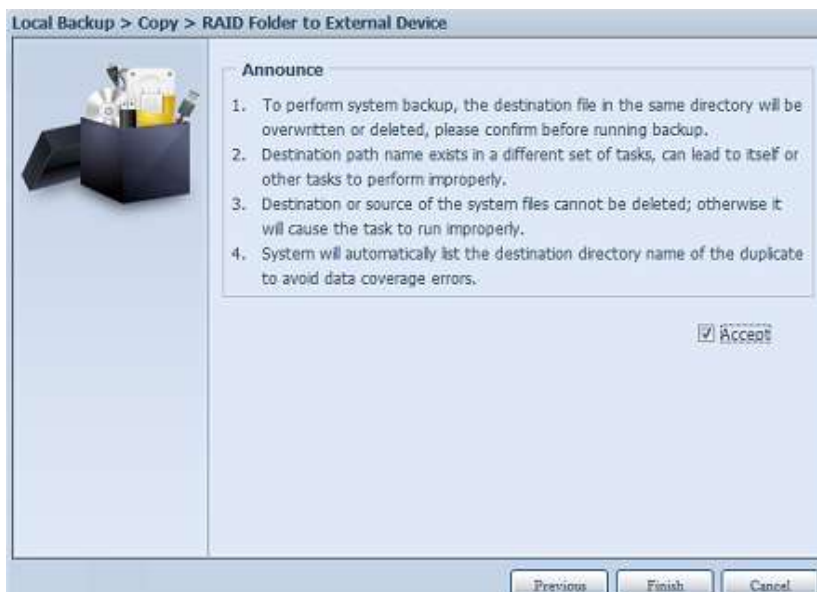 Local Backup > Copy > RAID Folder to External Device
Announce
1. To perform system backup, the destination file in the same directory will be
overwritten or deleted, please confirm before running backup.
2. Destination path name exists in a different set of tasks, can lead to itself or
other tasks to perform improperly.
3. Destination or source of the system files cannot be deleted; otherwise it
will cause the task to run improperly.
4. System will automatically list the destination directory name of the duplicate
to avoid data coverage errors.
Accept
Previous Finish Cancel